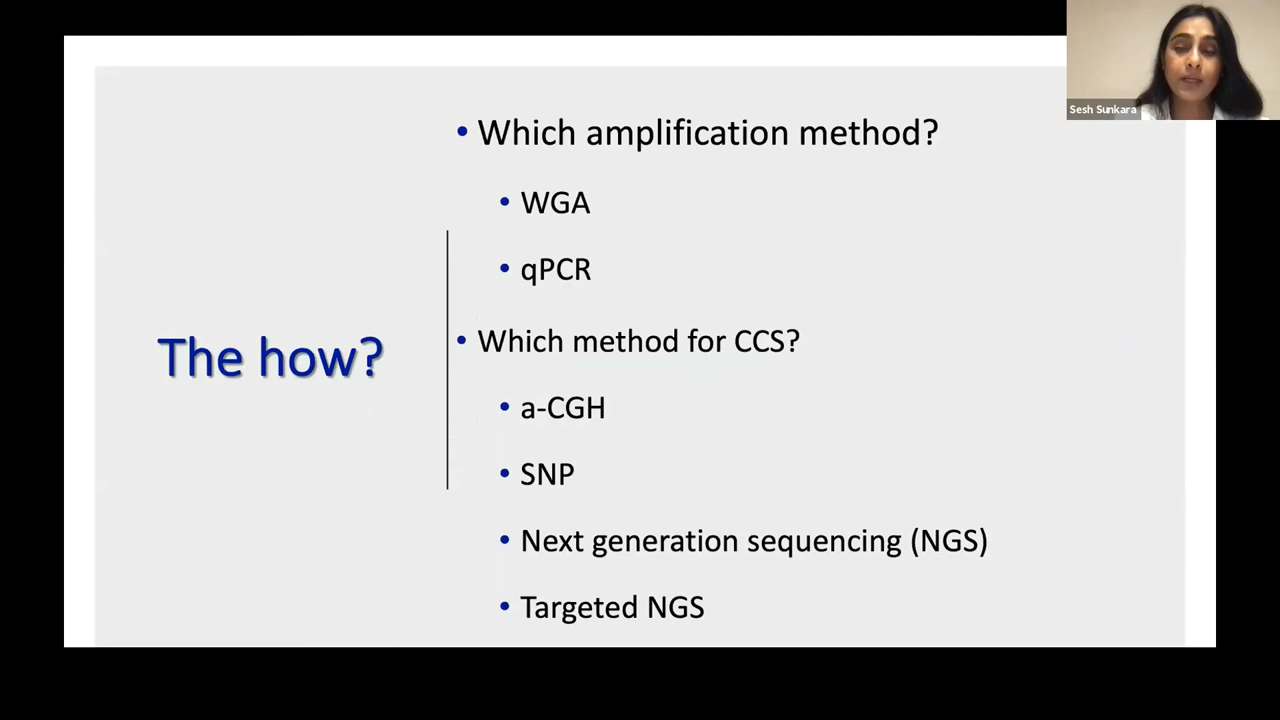 The how?
• Which amplification method?
• WGA
• qPCR
• Which method for CCS?
• a-CGH
• SNP
• Next generation sequencing (NGS)
• Targeted NGS
Sesh Sunkara